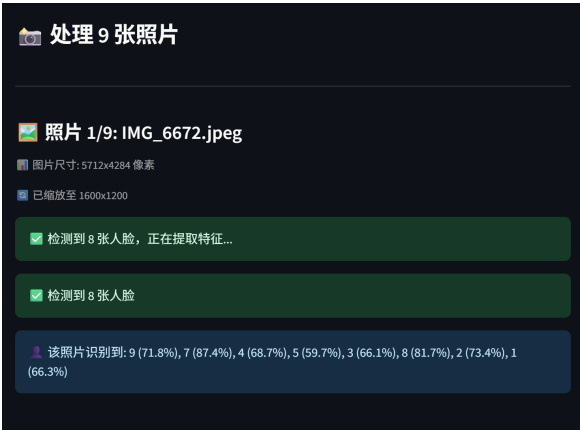 处理 9 张照片
照片 1/9: IMG_6672.jpeg
图片尺寸: 5712x4284 像素
已缩放至 1600x1200
检测到 8 张人脸，正在提取特征...
检测到 8 张人脸
该照片识别到: 9 (71.8%), 7 (87.4%), 4 (68.7%), 5 (59.7%), 3 (66.1%), 8 (81.7%), 2 (73.4%), 1
(66.3%)